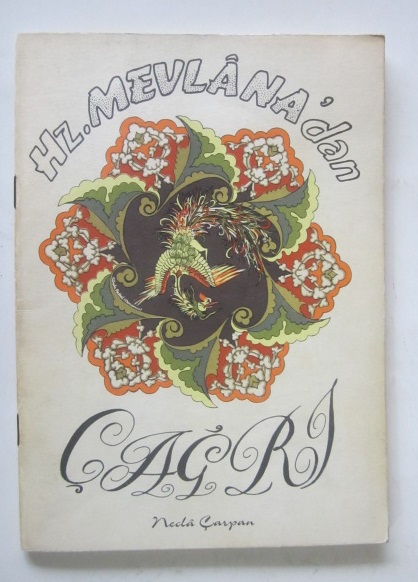 Hz. MEVLÂNA'dan
ÇAĞRI
Neclâ Çarpan